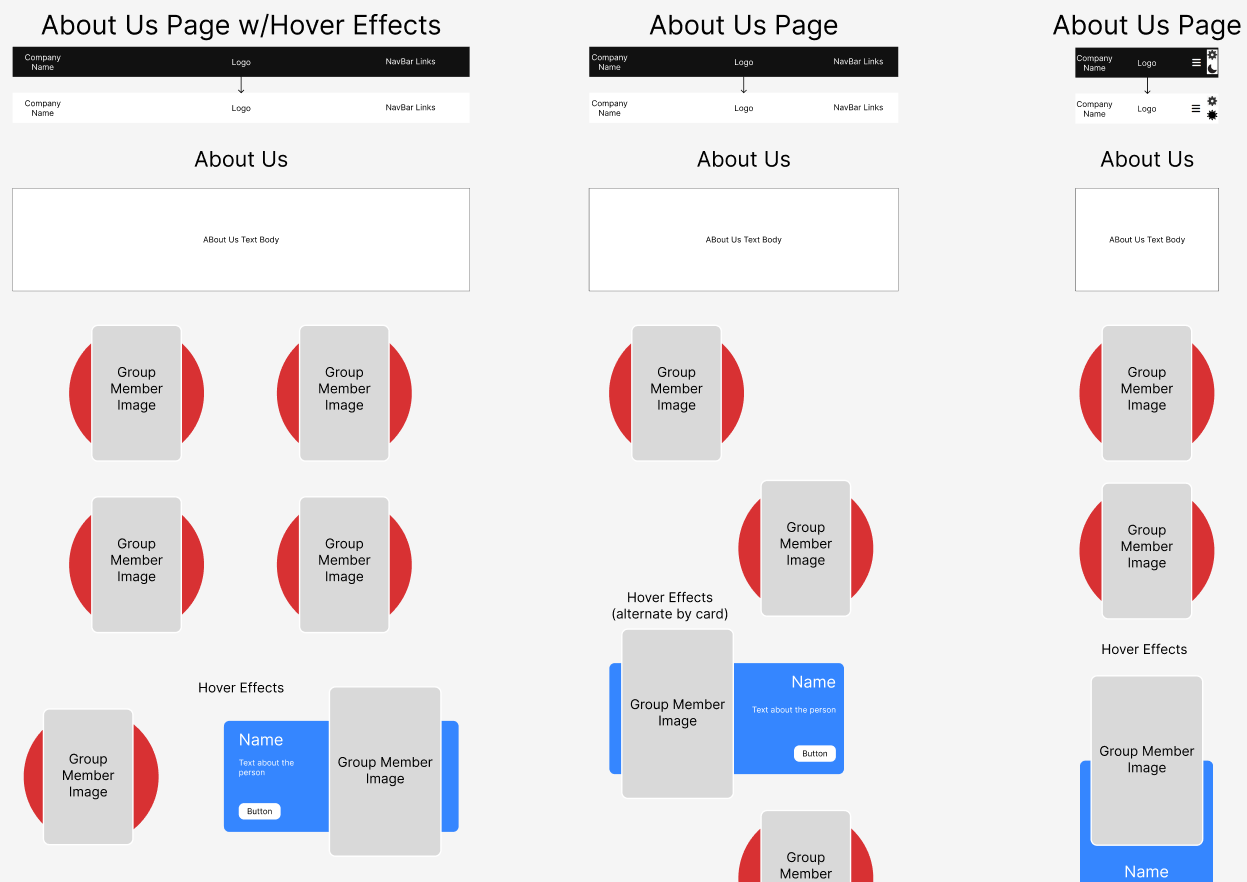 About Us Page w/Hover Effects
Company
Name
Logo
NavBar Links
Company
Name
Logo
NavBar Links
About Us
ABout Us Text Body
Group
Member
Image
Group
Member
Image
Group
Member
Image
Group
Member
Image
Hover Effects
Group
Member
Image
Name
Text about the
person
Button
Group Member
Image
About Us Page
Company
Name
Logo
NavBar Links
Company
Name
Logo
NavBar Links
About Us
ABout Us Text Body
Group
Member
Image
Group
Member
Image
Hover Effects
(alternate by card)
Group Member
Image
Name
Text about the person
Button
Group
Member
About Us Page
Company
Name
Logo
Company
Name
Logo
About Us
ABout Us Text Body
Group
Member
Image
Group
Member
Image
Hover Effects
Group Member
Image
Name